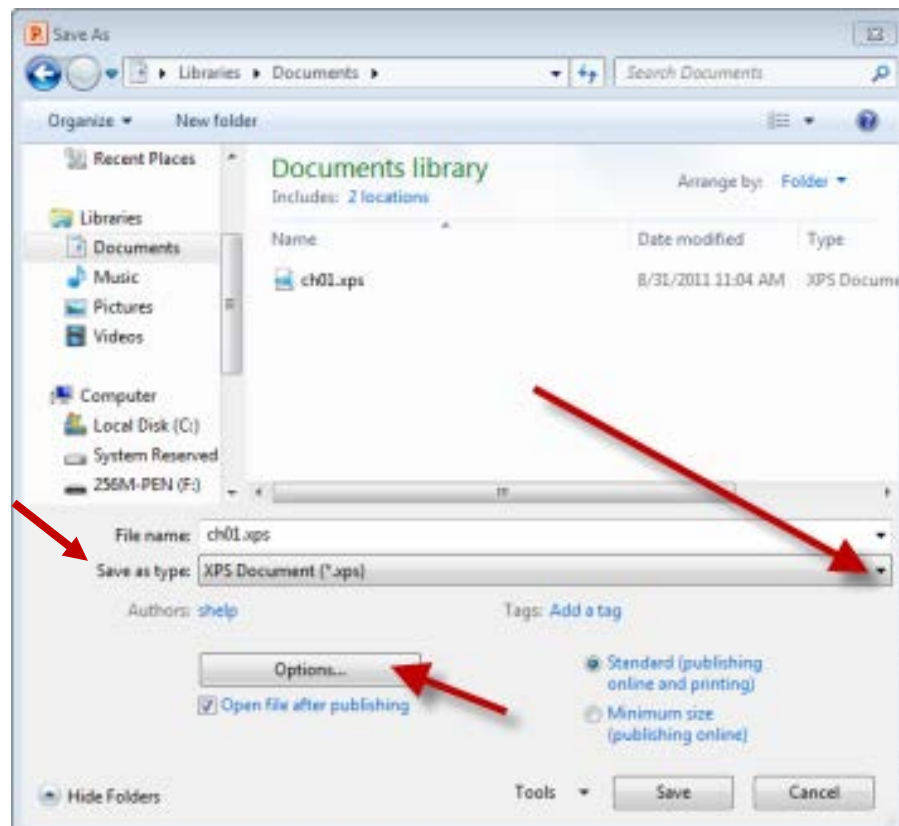 Save As
Libraries Documents
Search Documents
Organize
New folder
Recent Places
Libraries
Documents
Music
Pictures
Videos
Computer
Local Disk (C:)
System Reserved
256M-PEN (F:)
Documents library
Includes: 2 locations
Arrange by: Folder
Name Date modified Type
ch01.xps 8/31/2011 11:04 AM XPS Docume
File name: ch01.xps
Save as type: XPS Document (*.xps)
Authors: shelp
Tags: Add a tag
Options...
Open file after publishing
Standard (publishing
online and printing)
Minimum size
(publishing online)
Hide Folders
Tools Save Cancel